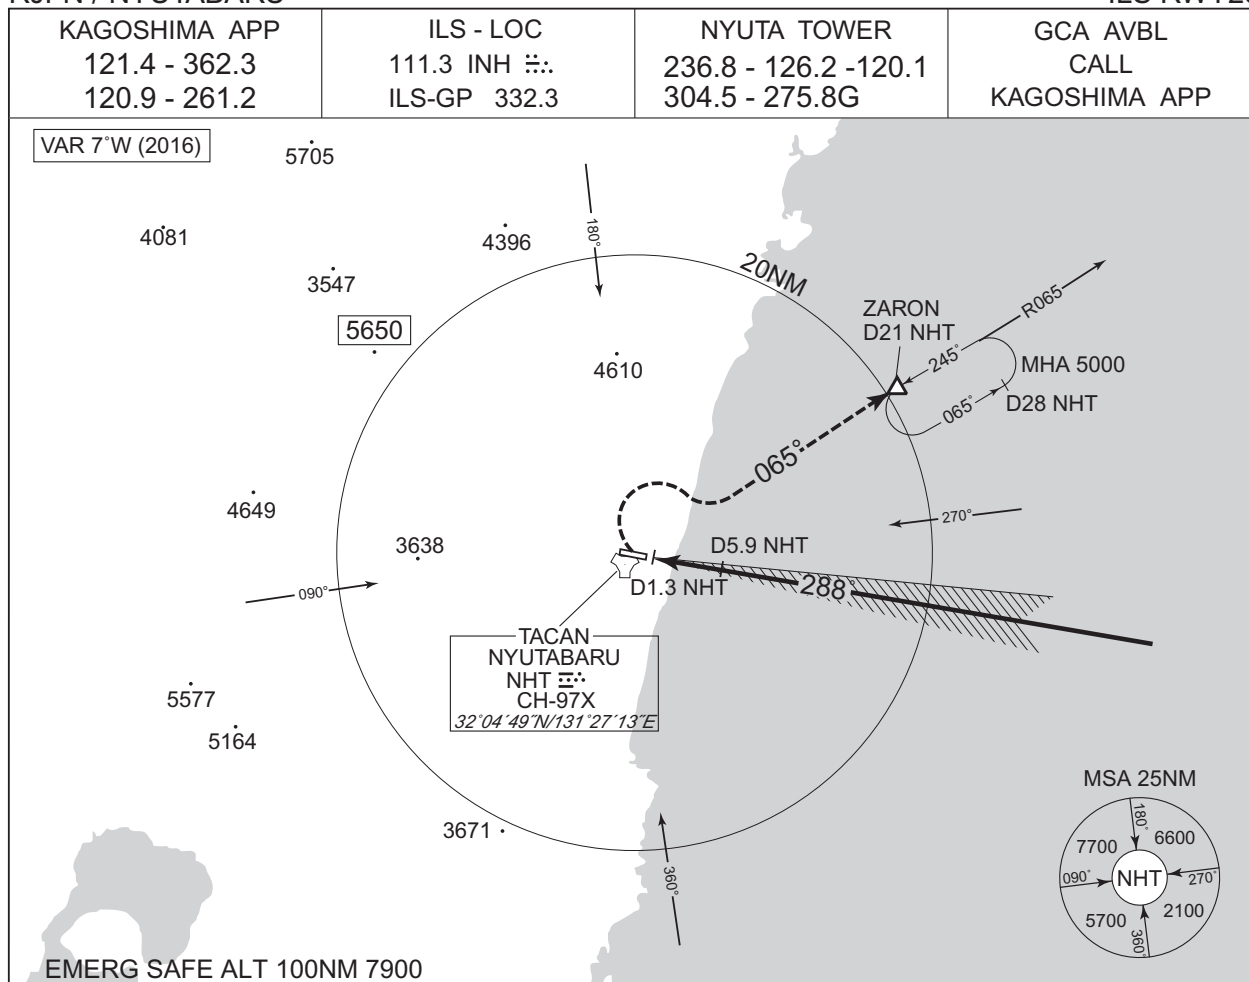 KAGOSHIMA APP
121.4 - 362.3
120.9 - 261.2
ILS - LOC
111.3 INH
ILS-GP 332.3
NYUTA TOWER
236.8 - 126.2 -120.1
304.5 - 275.8G
GCA AVBL
CALL
KAGOSHIMA APP
VAR 7°W (2016)
5705
4081
4396
180°
3547
20NM
5650
ZARON
D21 NHT
R065
245°
MHA 5000
4610
065°
D28 NHT
065°
4649
270°
3638
D5.9 NHT
D1.3 NHT
288°
090°
TACAN
NYUTABARU
NHT
CH-97X
32°04´49˝N/131°27´13˝E
5577
5164
3671
360°
MSA 25NM
180°
7700
6600
090°
NHT
270°
5700
2100
360°
EMERG SAFE ALT 100NM 7900